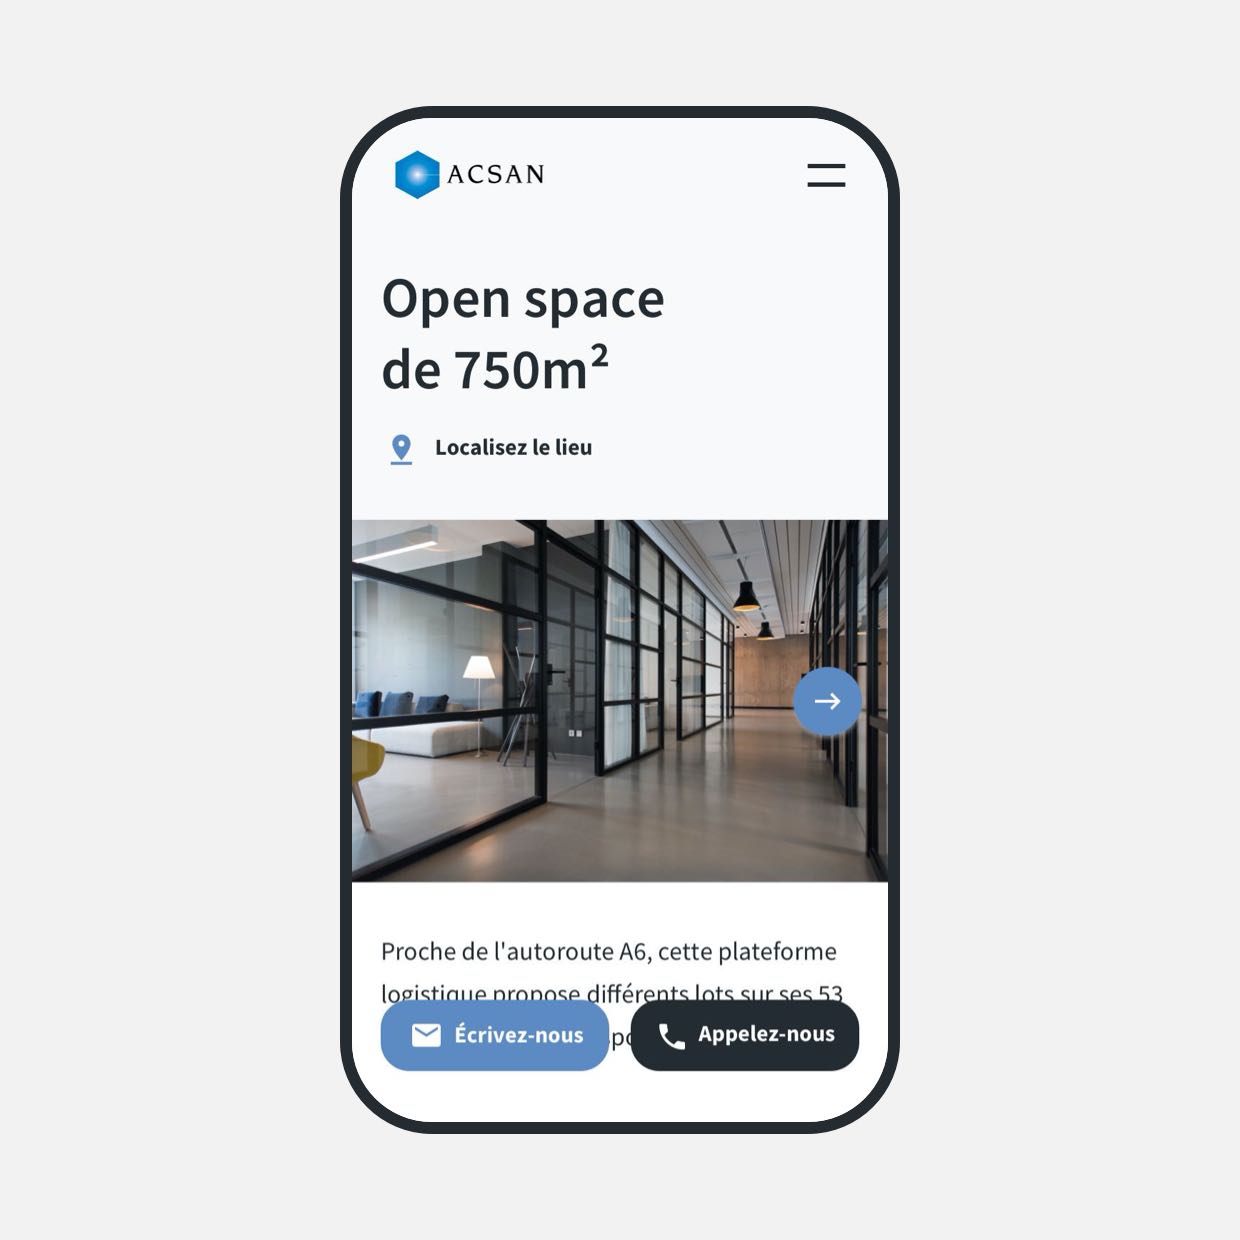 ACSAN
Open space
de 750m²
Localisez le lieu
Proche de l'autoroute A6, cette plateforme
logistique propose différents lots sur ses 53
Écrivez-nous
Appelez-nous